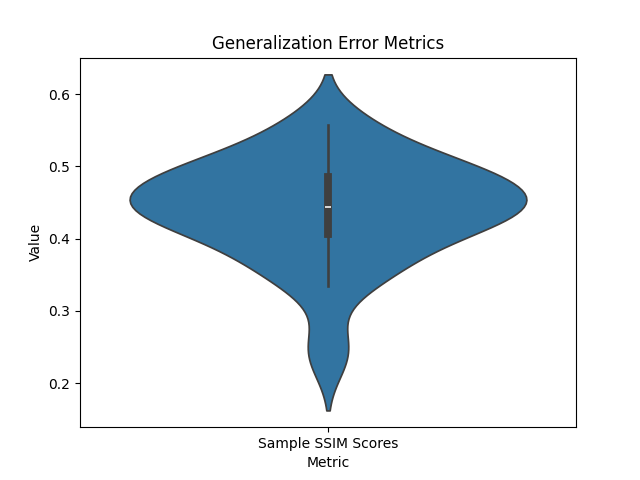 Generalization Error Metrics
0.6
0.5
0.4
0.3
0.2
Value
Sample SSIM Scores
Metric